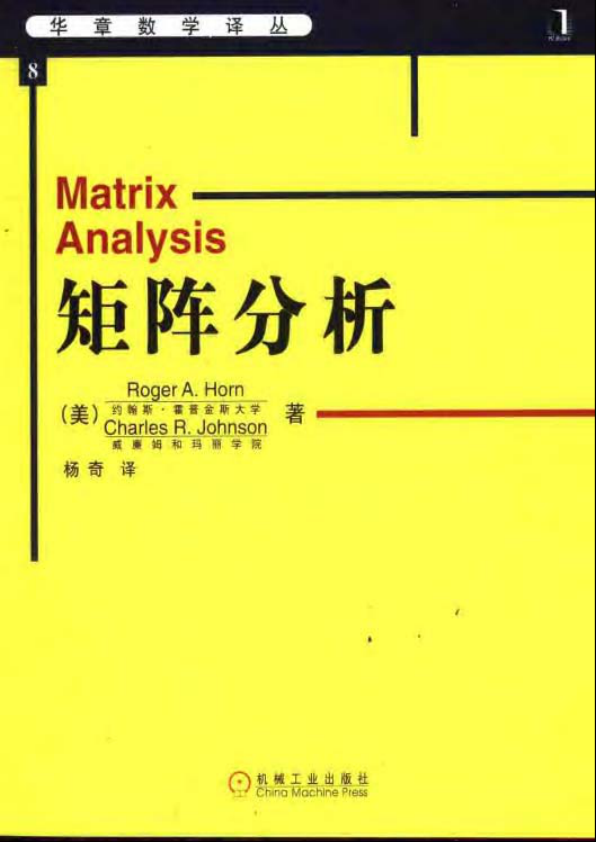 华章数学译丛
8
Matrix
Analysis
矩阵分析
Roger A. Horn
约翰斯·霍普金斯大学
(美)
著
Charles R. Johnson
威廉姆和玛丽学院
杨奇 译
机械工业出版社
China Machine Press